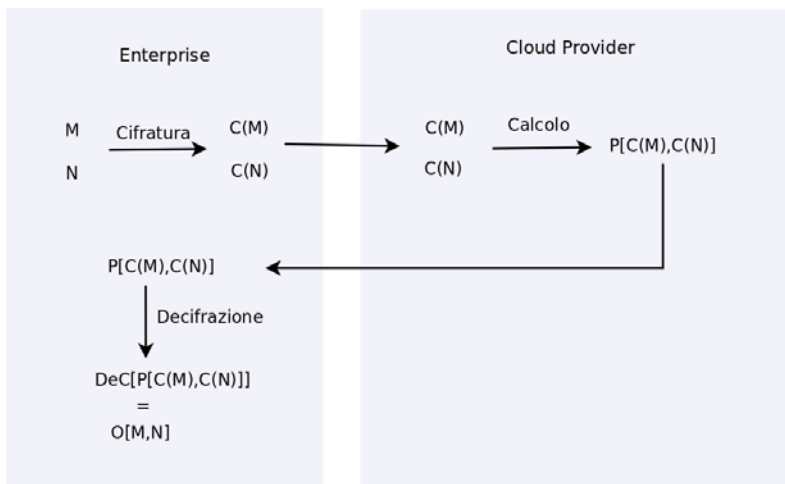 Enterprise
Cloud Provider
M
Cifratura
C(M)
N
C(N)
C(M)
Calcolo
P[C(M),C(N)]
C(N)
P[C(M),C(N)]
Decifrazione
DeC[P[C(M),C(N)]]
=
O[M,N]